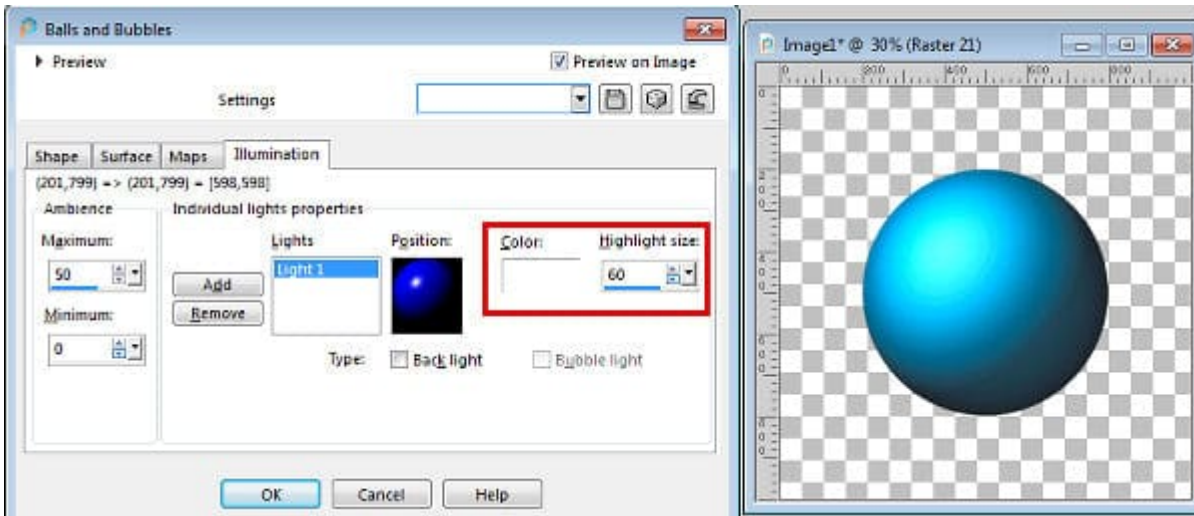 Balls and Bubbles
Preview
Preview on Image
Settings
Shape Surface Maps Illumination
(201,799) => (201,799) = [598,598]
Ambience
Maximum:
50
Minimum:
0
Individual lights properties
Lights
Light 1
Add
Remove
Position:
Color:
Highlight size:
60
Type:
Back light
Bubble light
OK Cancel Help
Image1* @ 30% (Raster 21)